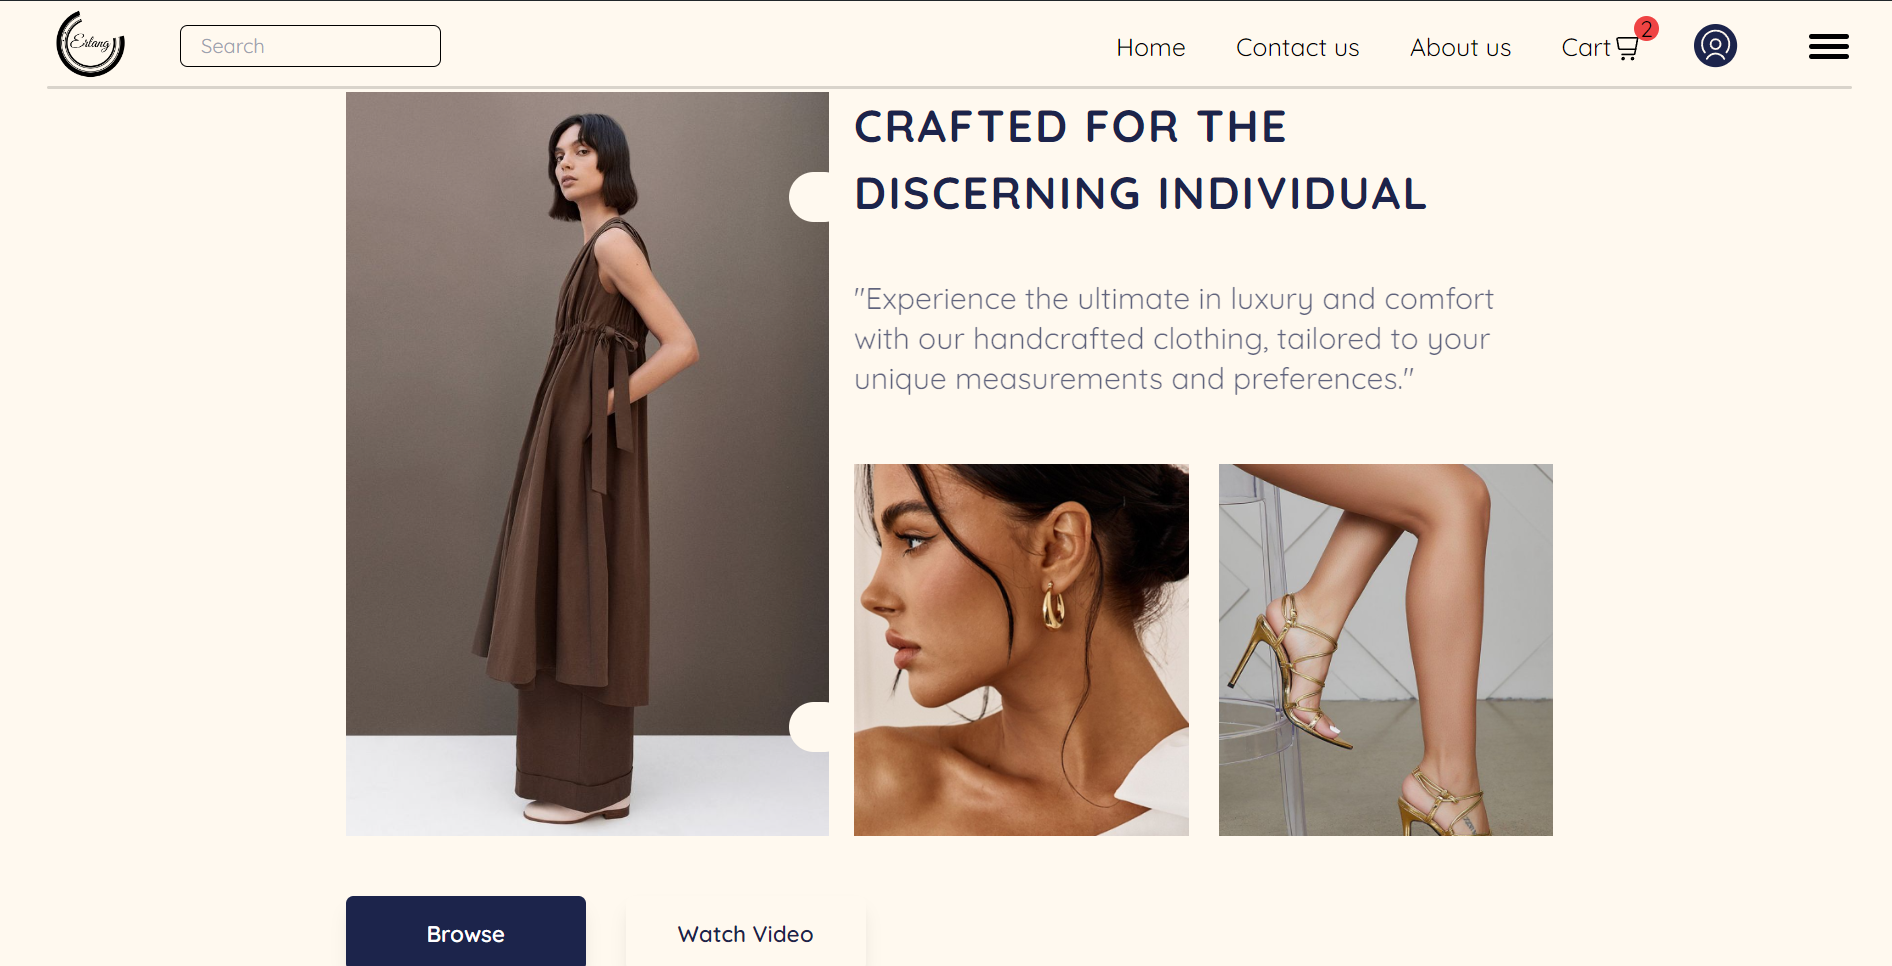 Erlang
Search
Home
Contact us
About us
Cart
2
CRAFTED FOR THE
DISCERNING INDIVIDUAL
"Experience the ultimate in luxury and comfort
with our handcrafted clothing, tailored to your
unique measurements and preferences."
Browse
Watch Video